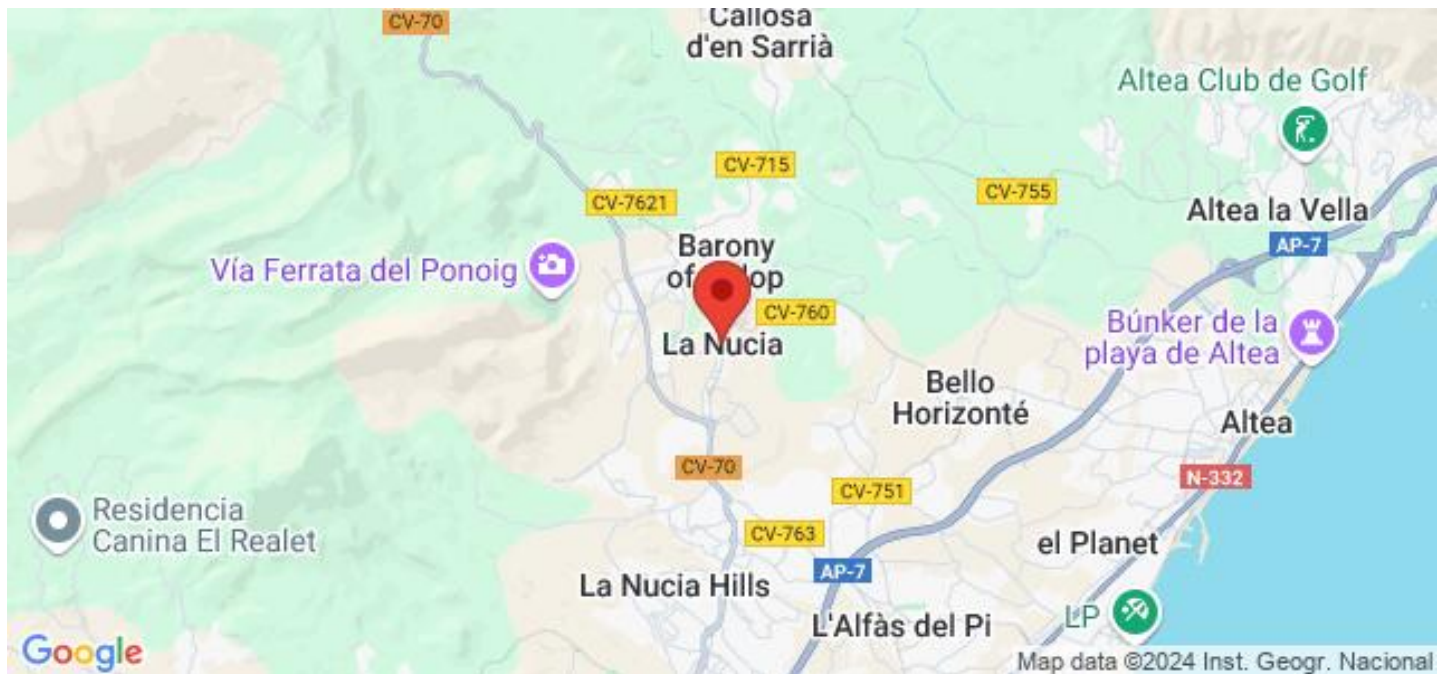 CV-70
Callosa
d'en Sarrià
Altea Club de Golf
CV-715
CV-755
CV-7621
Altea la Vella
AP-7
Barony
Vía Ferrata del Ponoig
CV-760
La Nucia
Búnker de la
playa de Altea
Bello
Horizonté
Altea
CV-70
N-332
CV-751
Residencia
Canina El Realet
CV-763
el Planet
AP-7
La Nucia Hills
LP
L'Alfàs del Pi
Google
Map data ©2024 Inst. Geogr. Nacional